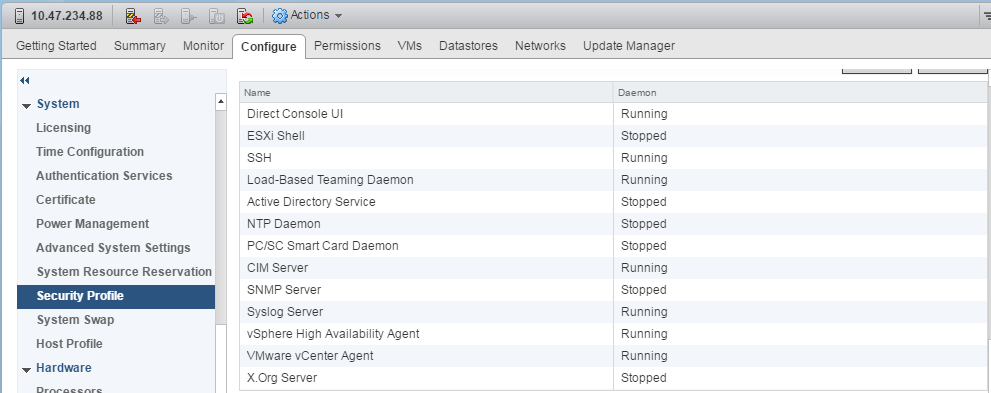 10.47.234.88 Actions
Getting Started Summary Monitor Configure Permissions VMs Datastores Networks Update Manager
System
Licensing
Time Configuration
Authentication Services
Certificate
Power Management
Advanced System Settings
System Resource Reservation
Security Profile
System Swap
Host Profile
Hardware
Processors
Name Daemon
Direct Console UI Running
ESXi Shell Stopped
SSH Running
Load-Based Teaming Daemon Running
Active Directory Service Stopped
NTP Daemon Stopped
PC/SC Smart Card Daemon Stopped
CIM Server Running
SNMP Server Stopped
Syslog Server Running
vSphere High Availability Agent Running
VMware vCenter Agent Running
X.Org Server Stopped